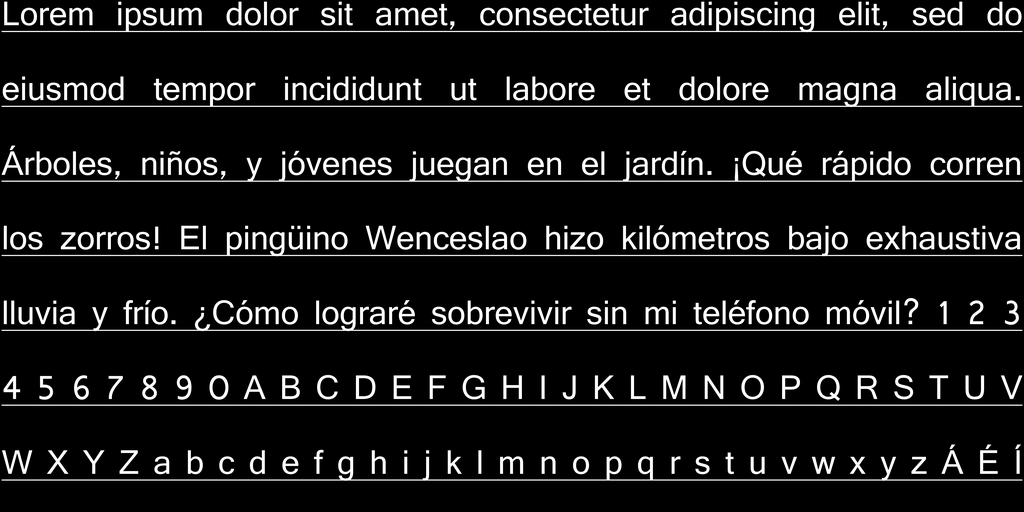 Lorem ipsum dolor sit amet, consectetur adipiscing elit, sed do
eiusmod tempor incididunt ut labore et dolore magna aliqua.
Árboles, niños, y jóvenes juegan en el jardín. ¡Qué rápido corren
los zorros! El pingüino Wenceslao hizo kilómetros bajo exhaustiva
lluvia y frío. ¿Cómo lograré sobrevivir sin mi teléfono móvil? 1 2 3
4 5 6 7 8 9 0 A B C D E F G H I J K L M N O P Q R S T U V
W X Y Z a b c d e f g h i j k l m n o p q r s t u v w x y z Á É Í